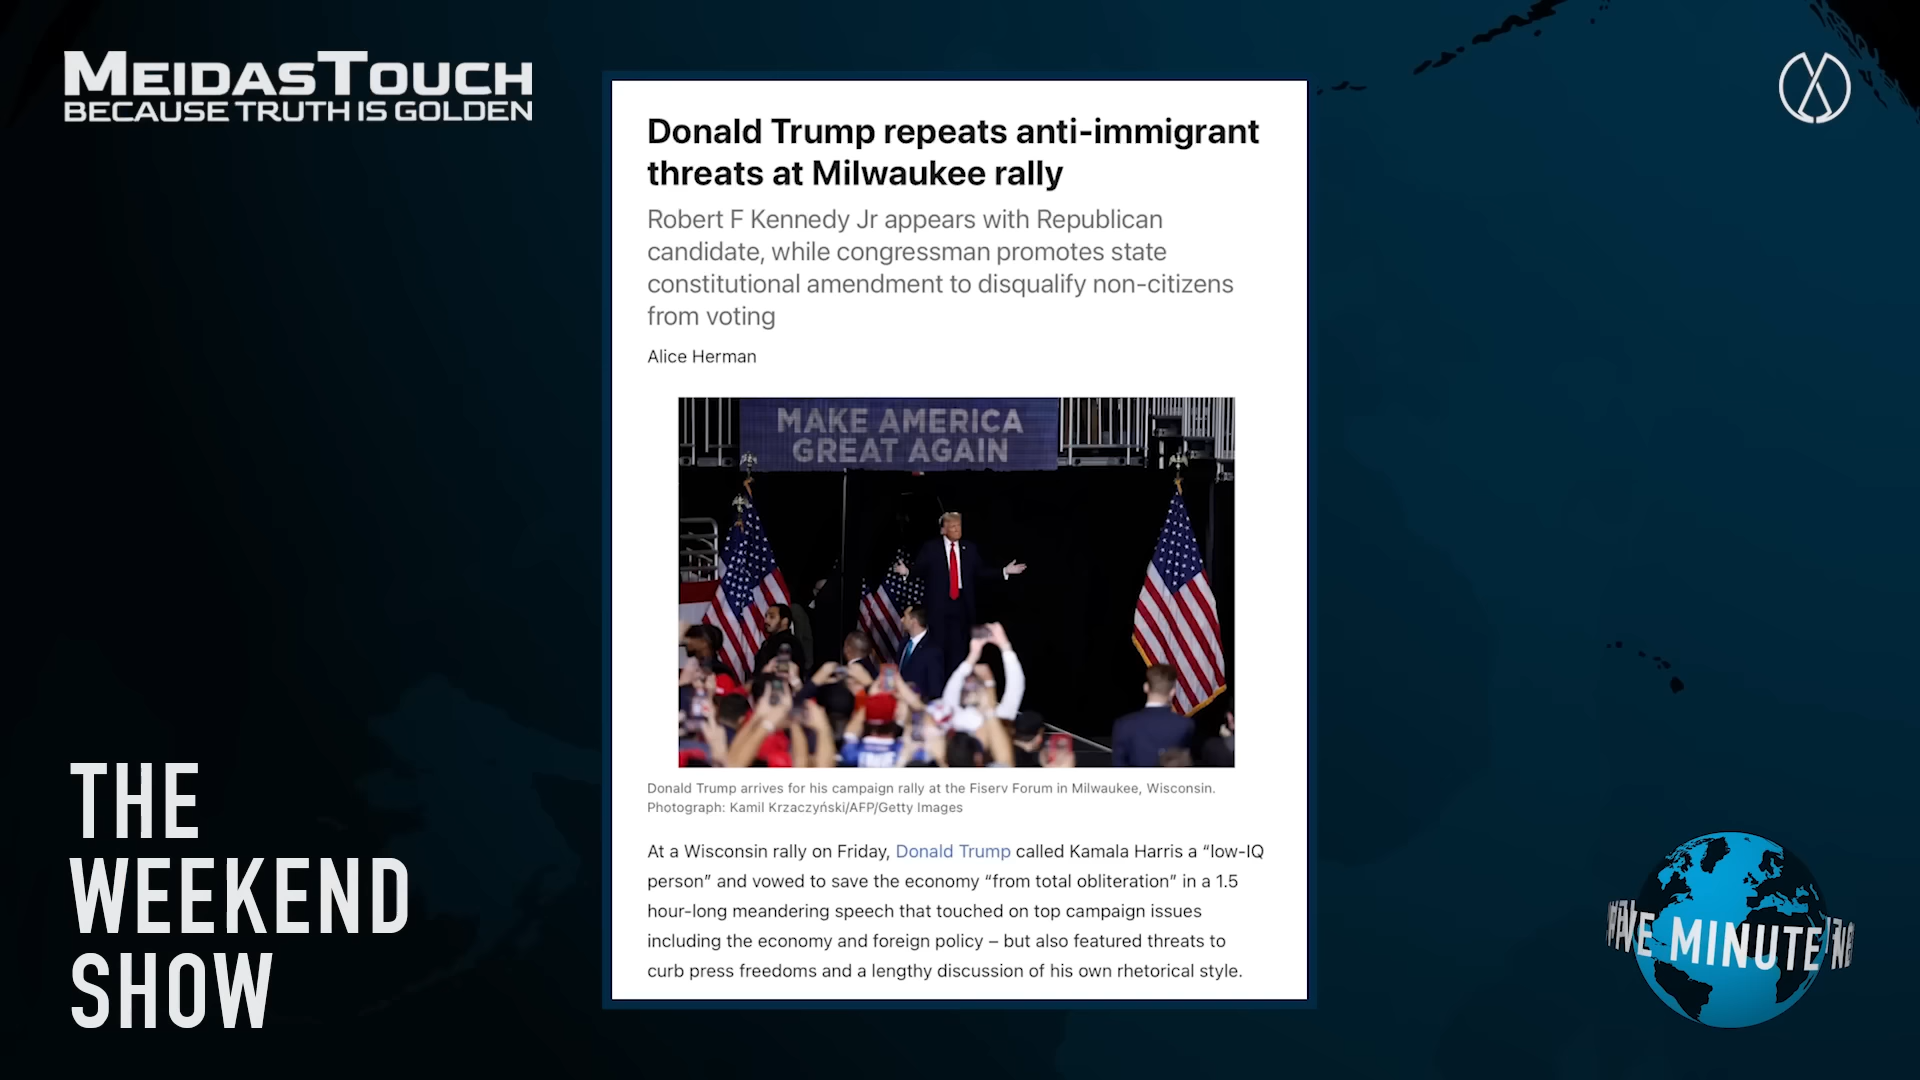 MEIDASTOUCH
BECAUSE TRUTH IS GOLDEN
Donald Trump repeats anti-immigrant
threats at Milwaukee rally
Robert F Kennedy Jr appears with Republican
candidate, while congressman promotes state
constitutional amendment to disqualify non-citizens
from voting
Alice Herman
MAKE AMERICA
GREAT AGAIN
Donald Trump arrives for his campaign rally at the Fiserv Forum in Milwaukee, Wisconsin.
Photograph: Kamil Krzaczyński/AFP/Getty Images
At a Wisconsin rally on Friday, Donald Trump called Kamala Harris a “low-IQ
person” and vowed to save the economy “from total obliteration” in a 1.5
hour-long meandering speech that touched on top campaign issues
including the economy and foreign policy – but also featured threats to
curb press freedoms and a lengthy discussion of his own rhetorical style.
THE
WEEKEND
SHOW
MINUTE